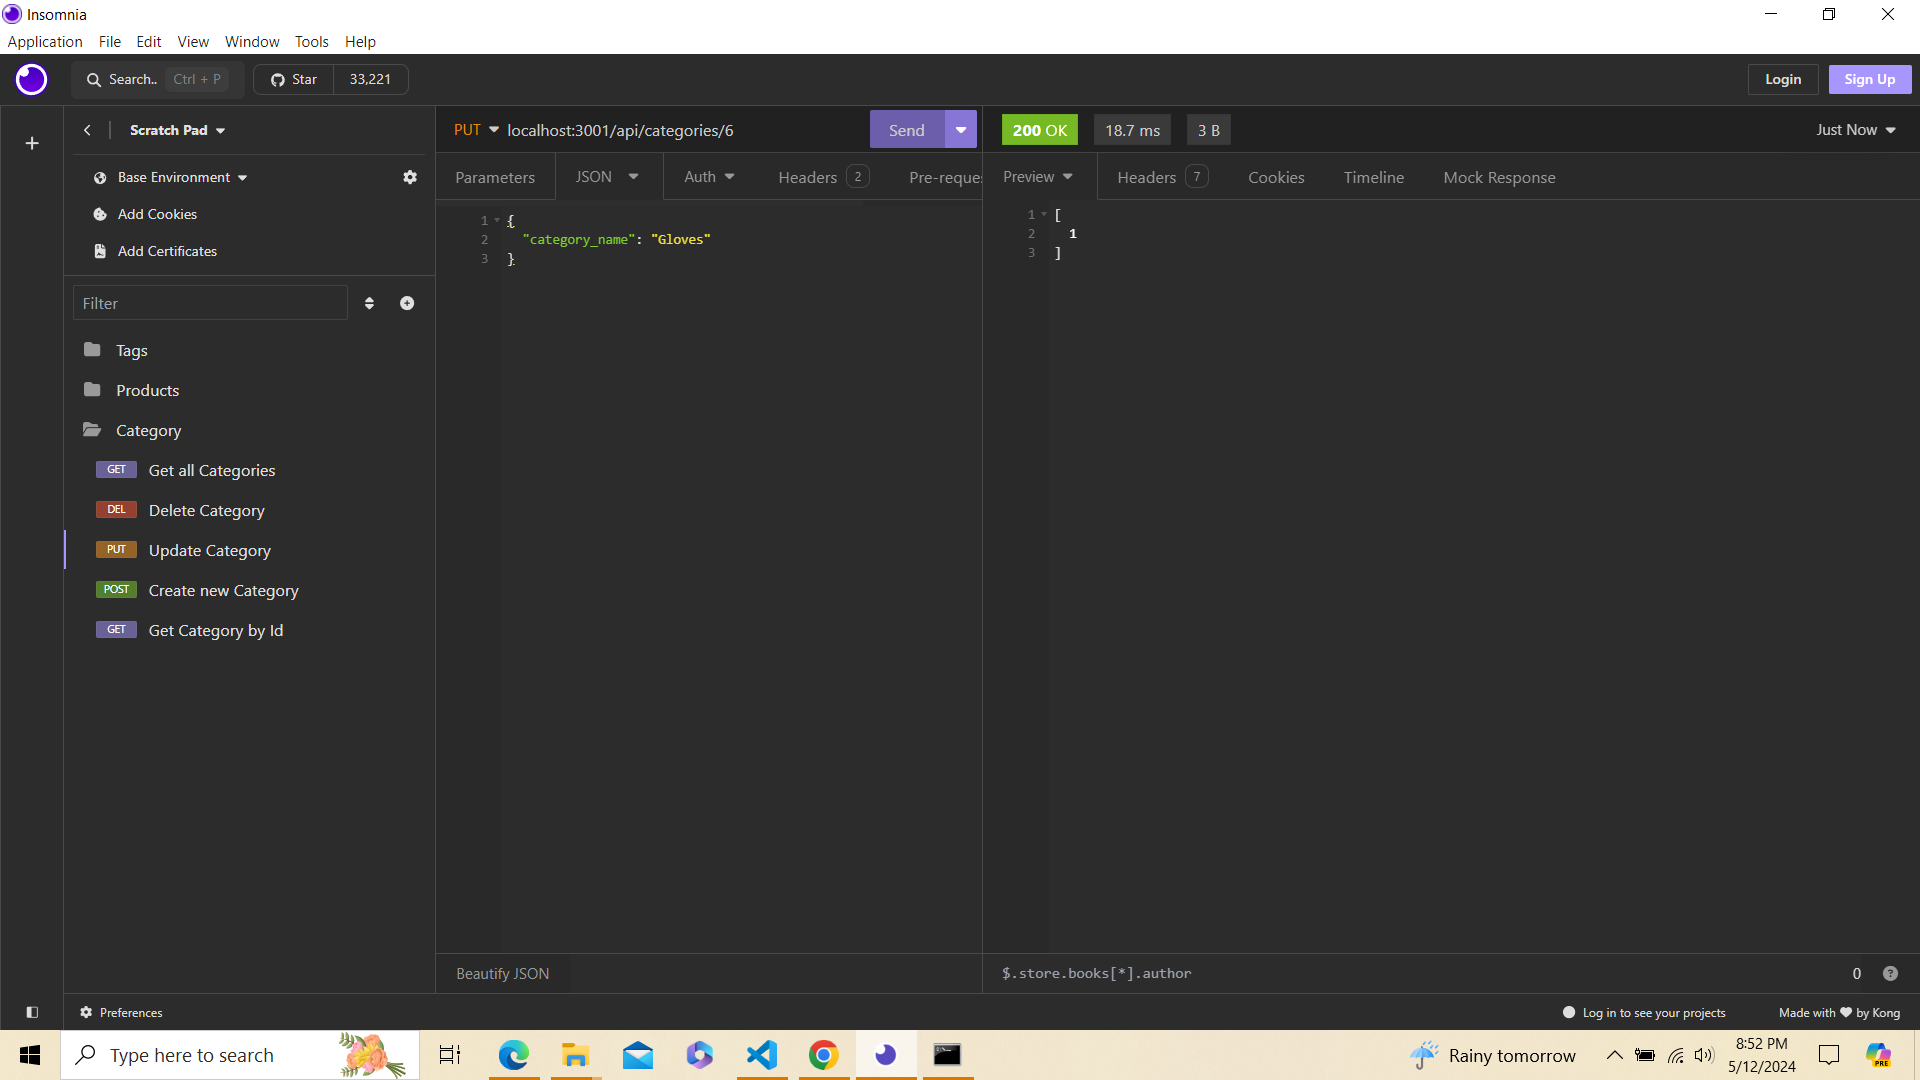 Insomnia
Application File Edit View Window Tools Help
Search.. Ctrl + P Star 33,221 Login Sign Up
Scratch Pad
Base Environment
Add Cookies
Add Certificates
Filter
Tags
Products
Category
GET Get all Categories
DEL Delete Category
PUT Update Category
POST Create new Category
GET Get Category by Id
PUT localhost:3001/api/categories/6 Send
Parameters JSON Auth Headers 2 Pre-reques
1 {
2 "category_name": "Gloves"
3 }
Beautify JSON
200 OK 18.7 ms 3 B Just Now
Preview Headers 7 Cookies Timeline Mock Response
1 [
2 1
3 ]
$.store.books[*].author 0 ?
Preferences Log in to see your projects Made with ❤ by Kong
Type here to search
Rainy tomorrow
8:52 PM
5/12/2024
PRE